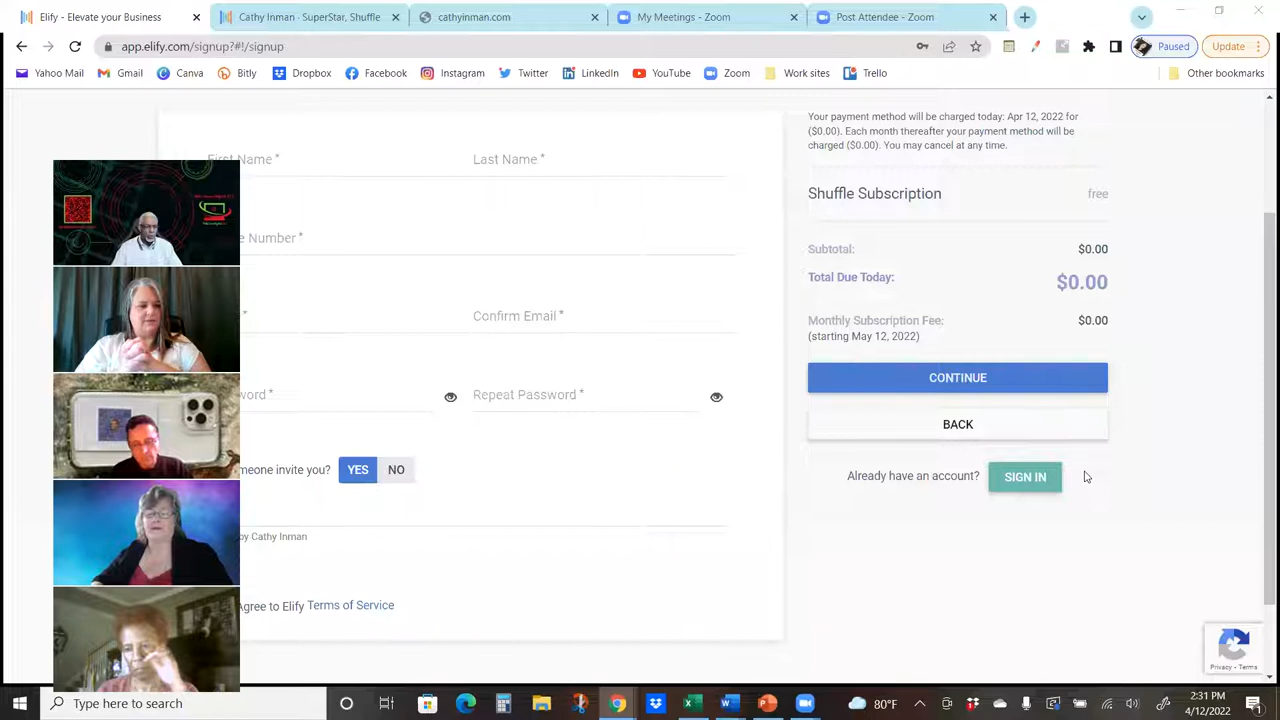 Elify - Elevate your Business
Cathy Inman - SuperStar, Shuffle
cathyinman.com
My Meetings - Zoom
Post Attendee - Zoom
app.elify.com/signup?#!/signup
Paused
Update
Yahoo Mail
Gmail
Canva
Bitly
Dropbox
Facebook
Instagram
Twitter
LinkedIn
YouTube
Zoom
Work sites
Trello
Other bookmarks
First Name *
Last Name *
e Number *
*
Confirm Email *
word *
Repeat Password *
meone invite you?
YES
NO
by Cathy Inman
Agree to Elify Terms of Service
Your payment method will be charged today: Apr 12, 2022 for
($0.00). Each month thereafter your payment method will be
charged ($0.00). You may cancel at any time.
Shuffle Subscription
free
Subtotal:
$0.00
Total Due Today:
$0.00
Monthly Subscription Fee:
$0.00
(starting May 12, 2022)
CONTINUE
BACK
Already have an account?
SIGN IN
Privacy - Terms
Type here to search
80°F
2:31 PM
4/12/2022